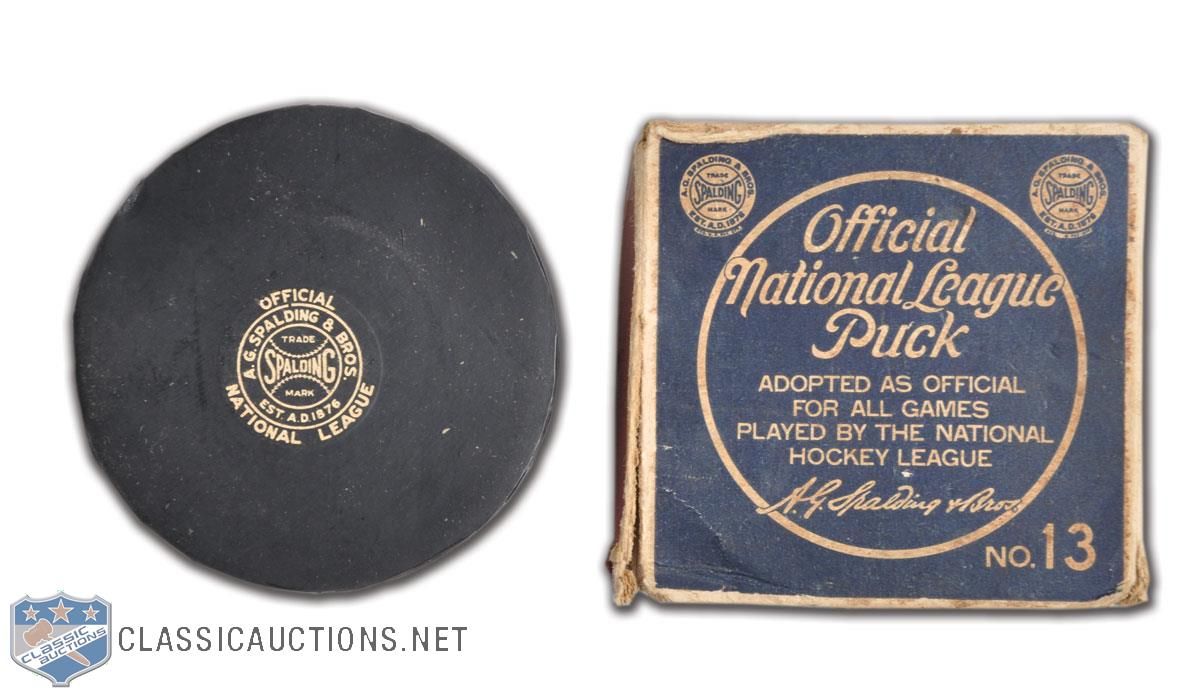 OFFICIAL
A.G. SPALDING & BROS.
TRADE
SPALDING
MARK
EST. A.D. 1876
NATIONAL LEAGUE
A.G. SPALDING & BROS.
TRADE
SPALDING
MARK
EST. A.D. 1876
A.G. SPALDING & BROS.
TRADE
SPALDING
MARK
EST. A.D. 1876
Official
National League
Puck
ADOPTED AS OFFICIAL
FOR ALL GAMES
PLAYED BY THE NATIONAL
HOCKEY LEAGUE
A. G. Spalding & Bros.
NO. 13
CLASSIC
AUCTIONS
CLASSICAUCTIONS.NET